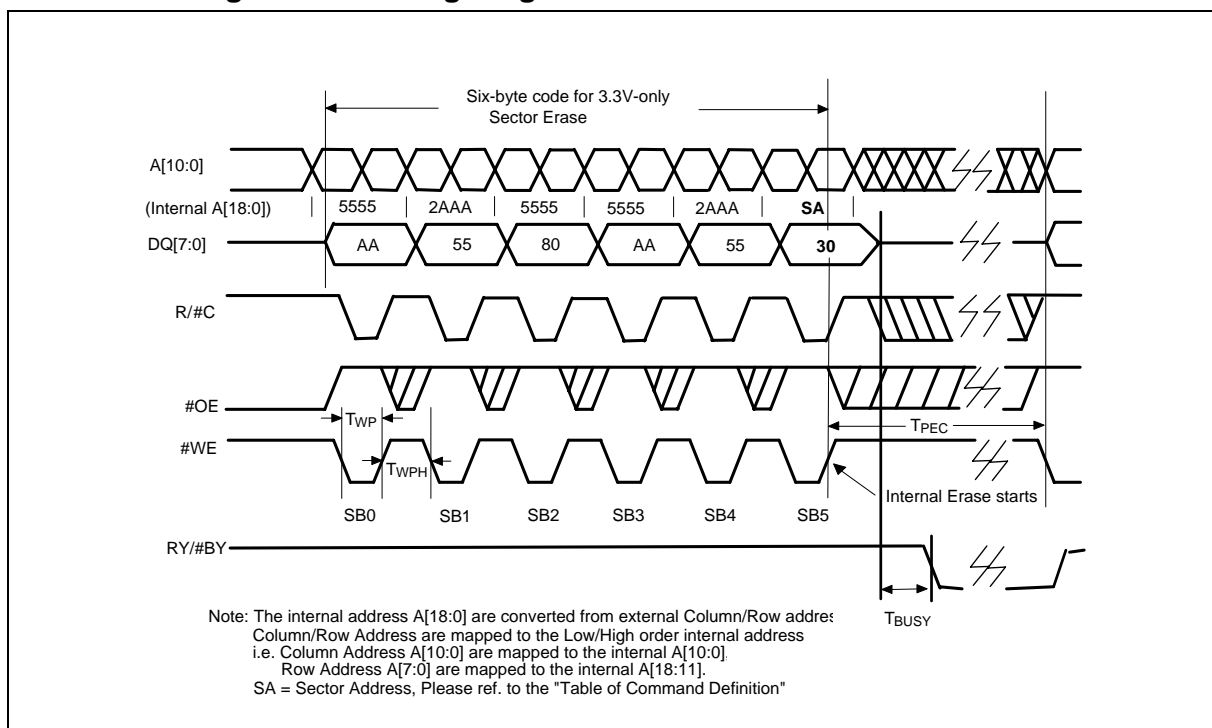 Six-byte code for 3.3V-only
Sector Erase
A[10:0]
(Internal A[18:0]) 5555 2AAA 5555 5555 2AAA SA
DQ[7:0] AA 55 80 AA 55 30
R/#C
#OE
TWP
TPEC
#WE
TWPH
Internal Erase starts
SB0 SB1 SB2 SB3 SB4 SB5
RY/#BY
TBUSY
Note: The internal address A[18:0] are converted from external Column/Row
Column/Row Address are mapped to the Low/High order internal address
i.e. Column Address A[10:0] are mapped to the internal A[10:0]
Row Address A[7:0] are mapped to the internal A[18:11].
SA = Sector Address, Please ref. to the "Table of Command Definition"